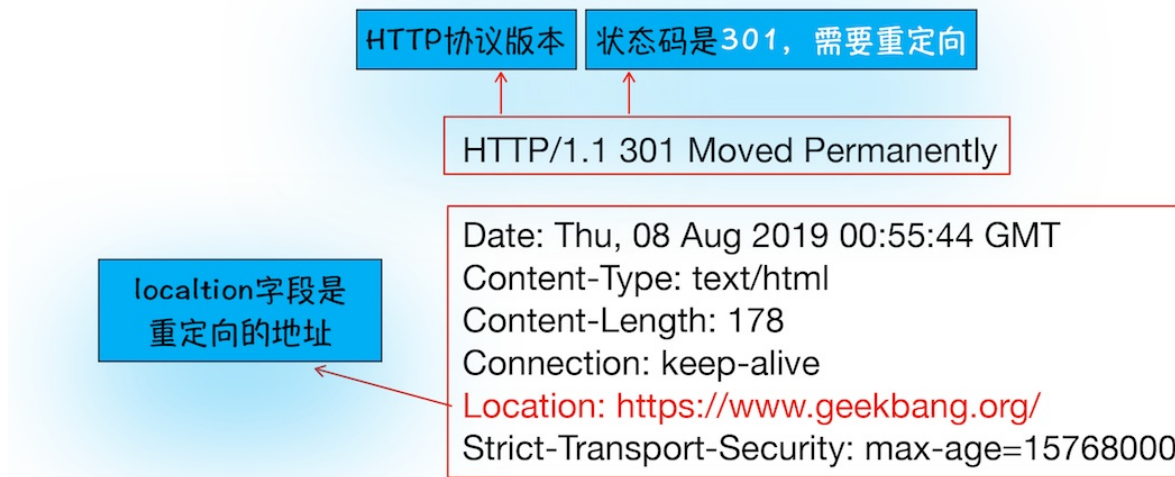 HTTP协议版本
状态码是301，需要重定向
HTTP/1.1 301 Moved Permanently
Date: Thu, 08 Aug 2019 00:55:44 GMT
Content-Type: text/html
Content-Length: 178
Connection: keep-alive
Location: https://www.geekbang.org/
Strict-Transport-Security: max-age=15768000
localtion字段是
重定向的地址